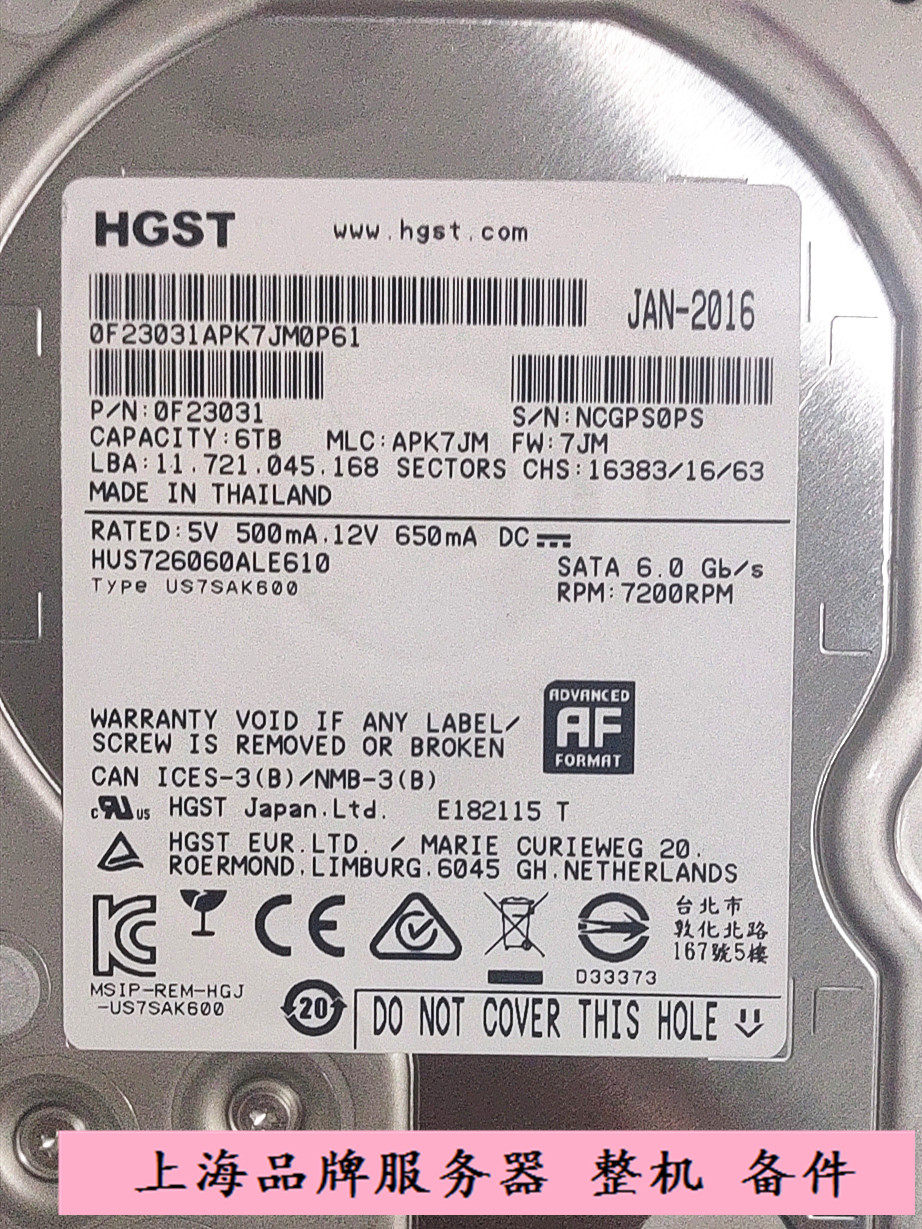 HGST www.hgst.com
JAN-2016
0F23031APK7JM0P61
P/N:0F23031 S/N:NCGPS0PS
CAPACITY:6TB MLC:APK7JM FW:7JM
LBA:11.721.045.168 SECTORS CHS:16383/16/63
MADE IN THAILAND
RATED:5V 500mA.12V 650mA DC
HUS726060ALE610
SATA 6.0 Gb/s
Type US7SAK600
RPM:7200RPM
ADVANCED
AF
FORMAT
WARRANTY VOID IF ANY LABEL/
SCREW IS REMOVED OR BROKEN
CAN ICES-3(B)/NMB-3(B)
c UL us HGST Japan.Ltd. E182115 T
HGST EUR.LTD. / MARIE CURIEWEG 20.
ROERMOND.LIMBURG.6045 GH.NETHERLANDS
台北市
敦化北路
167號5樓
CE
D33373
MSIP-REM-HGJ
-US7SAK600
20
DO NOT COVER THIS HOLE
上海品牌服务器 整机 备件